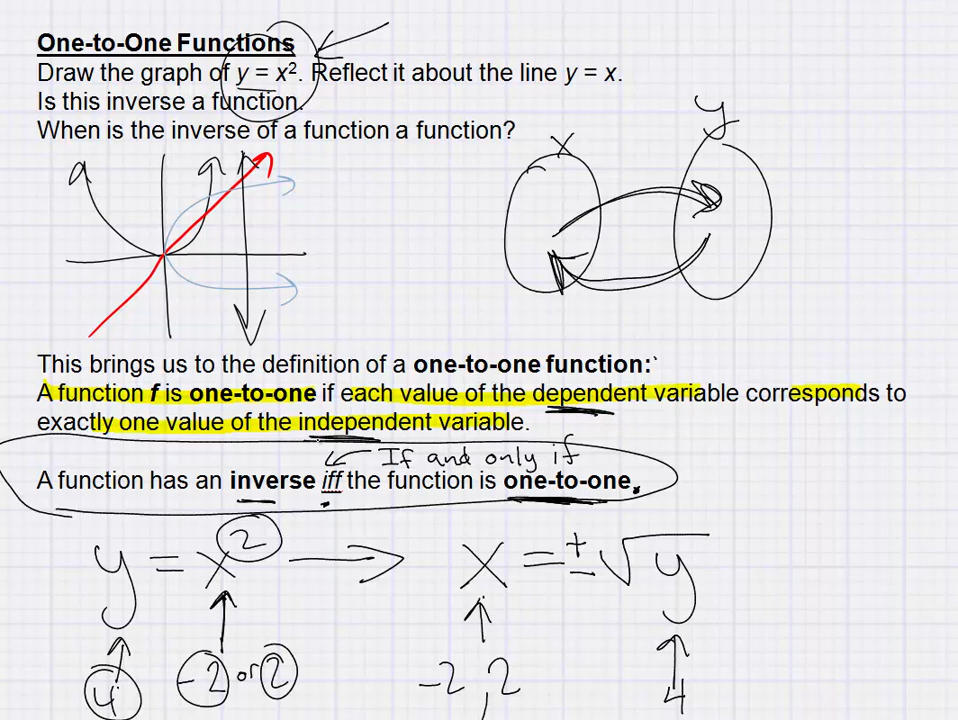 One-to-One Functions
Draw the graph of y = x². Reflect it about the line y = x.
Is this inverse a function.
When is the inverse of a function a function?
x
y
This brings us to the definition of a one-to-one function:
A function f is one-to-one if each value of the dependent variable corresponds to
exactly one value of the independent variable.
If and only if
A function has an inverse iff the function is one-to-one.
y = x² → x = ±√y
4 -2 or 2 -2, 2 4